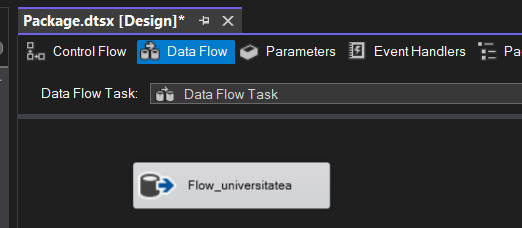 Package.dtsx [Design]*
Control Flow
Data Flow
Parameters
Event Handlers
Pa
Data Flow Task:
Data Flow Task
Flow_universitatea